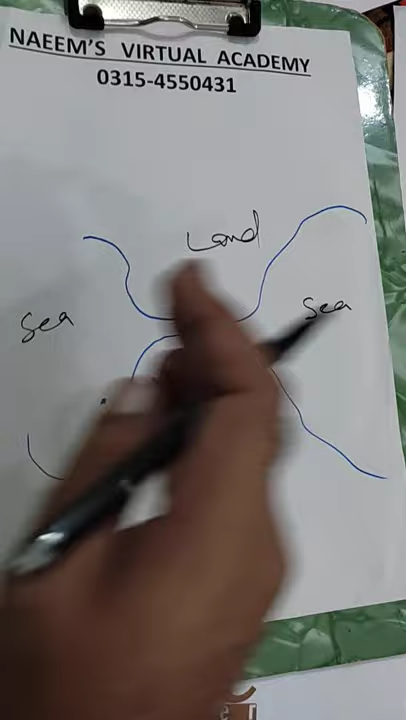 NAEEM'S VIRTUAL ACADEMY
0315-4550431
Land
Sea
Sea